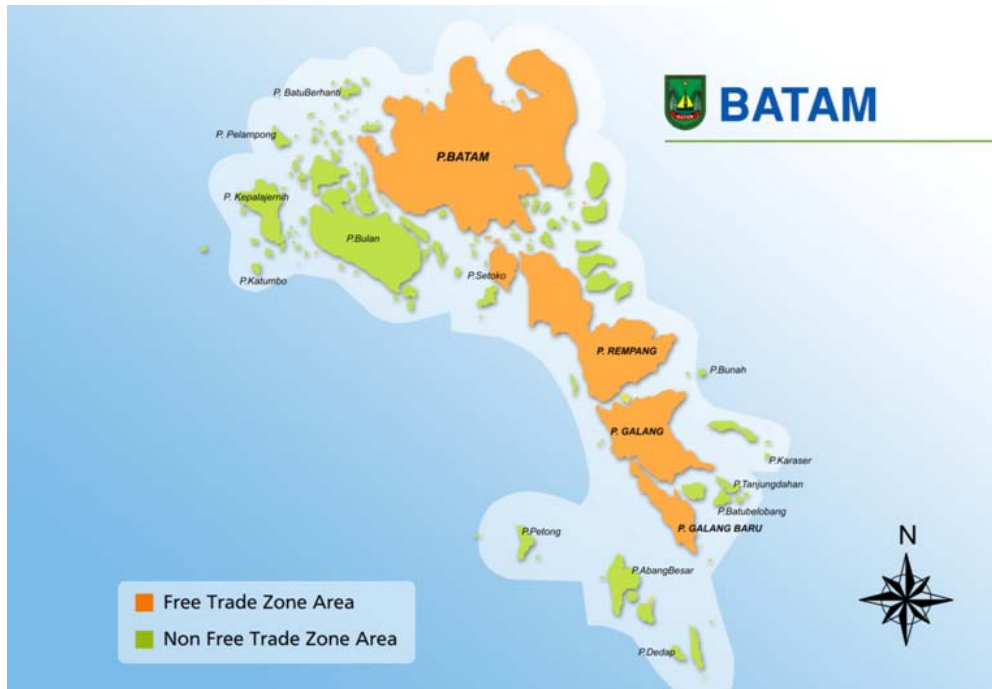 BATAM
BATAM
P. BatuBerhanti
P. Pelampong
P.BATAM
P. Kepalajernih
P.Bulan
P.Katumbo
P.Setoko
P. REMPANG
P.Bunah
P. GALANG
P.Karaser
P.Tanjungdahan
P.Batubelobang
P. GALANG BARU
P.Petong
P.AbangBesar
P.Dedap
N
Free Trade Zone Area
Non Free Trade Zone Area